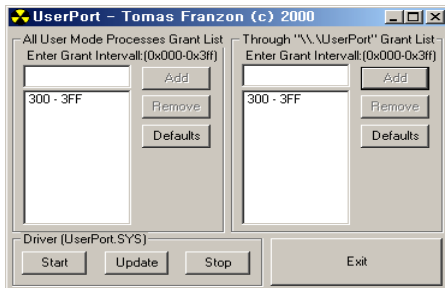 UserPort - Tomas Franzon (c) 2000
All User Mode Processes Grant List
Enter Grant Intervall:(0x000-0x3ff)
Add
300 - 3FF
Remove
Defaults
Through "\\.\UserPort" Grant List
Enter Grant Intervall:(0x000-0x3ff)
Add
300 - 3FF
Remove
Defaults
Driver (UserPort.SYS)
Start Update Stop
Exit